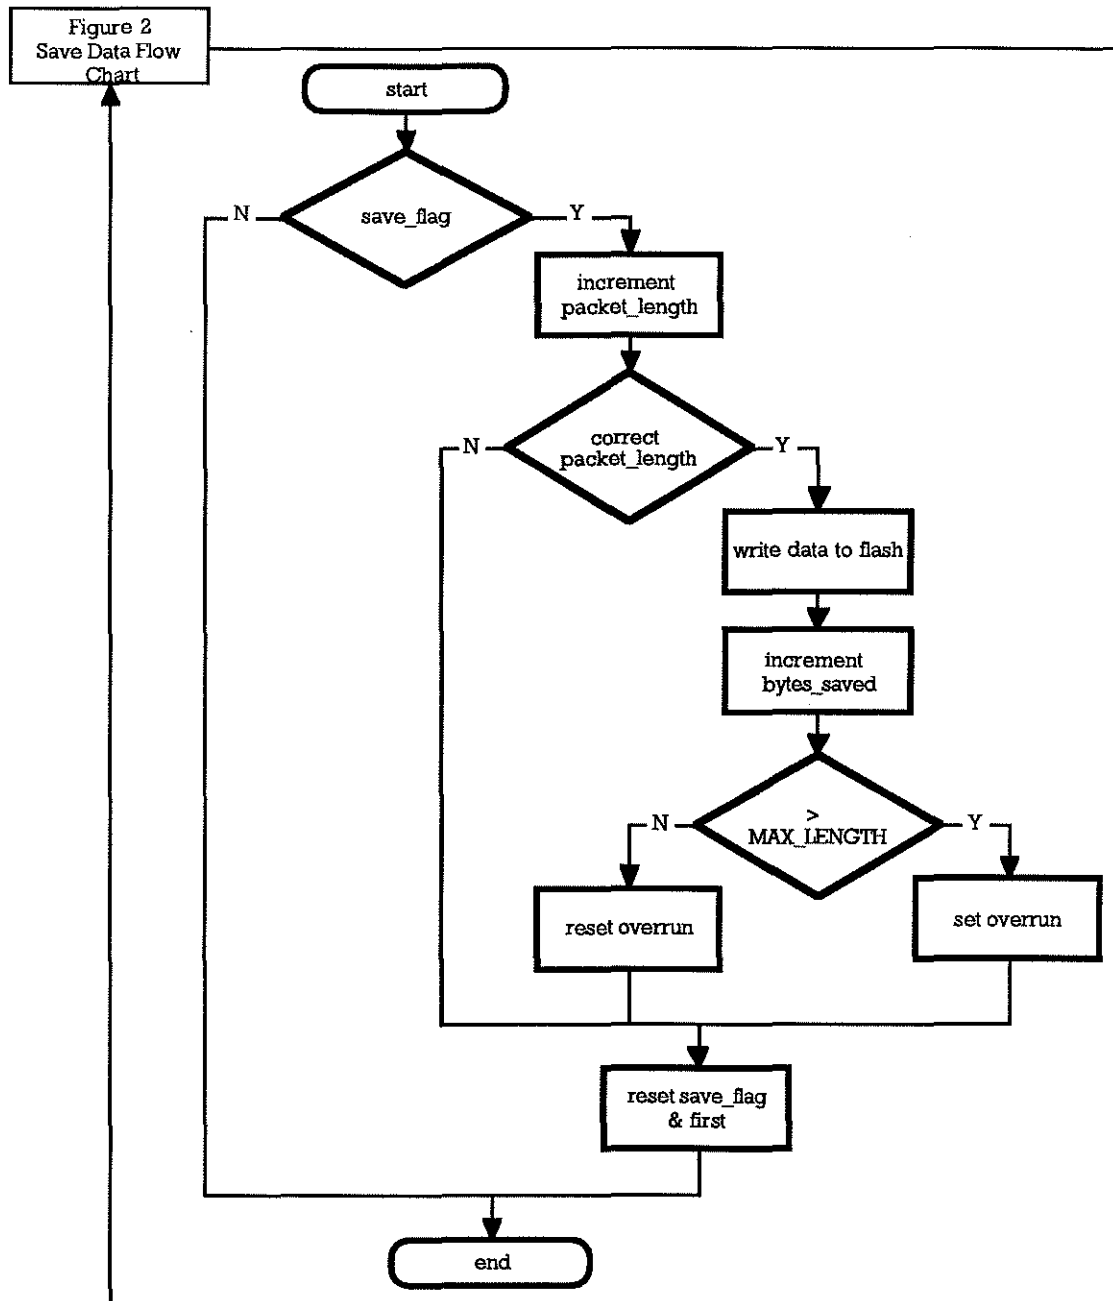 Figure 2
Save Data Flow
Chart
start
N
save_flag
Y
increment
packet_length
N
correct
packet_length
Y
write data to flash
increment
bytes_saved
N
>
MAX_LENGTH
Y
reset overrun
set overrun
reset save_flag
& first
end